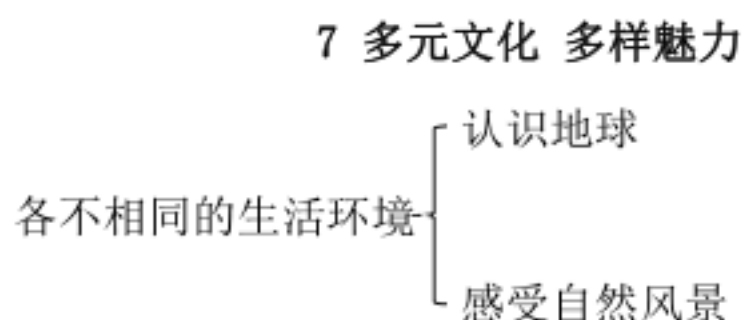 7 多元文化 多样魅力
认识地球
各不相同的生活环境
感受自然风景